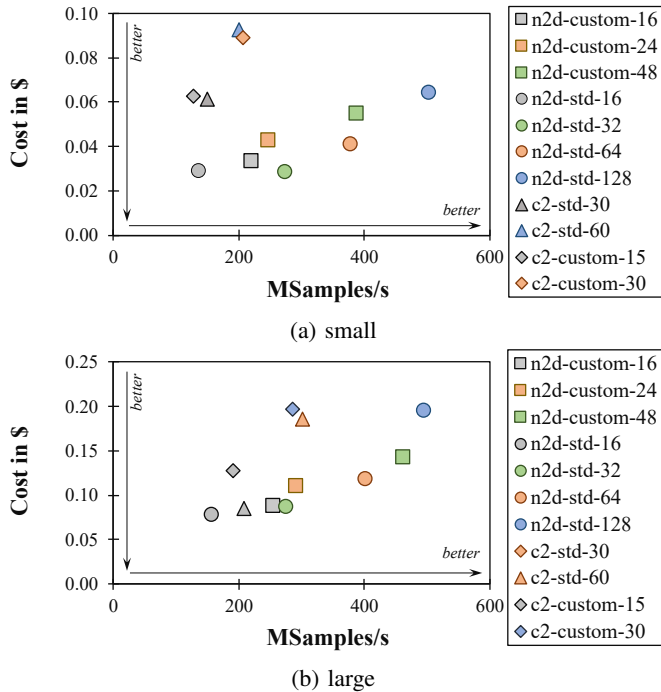 0.10
0.08
0.06
0.04
0.02
0.00
Cost in $
better
better
0
200
400
600
MSamples/s
n2d-custom-16
n2d-custom-24
n2d-custom-48
n2d-std-16
n2d-std-32
n2d-std-64
n2d-std-128
c2-std-30
c2-std-60
c2-custom-15
c2-custom-30
(a) small
0.25
0.20
0.15
0.10
0.05
0.00
Cost in $
better
better
0
200
400
600
MSamples/s
n2d-custom-16
n2d-custom-24
n2d-custom-48
n2d-std-16
n2d-std-32
n2d-std-64
n2d-std-128
c2-std-30
c2-std-60
c2-custom-15
c2-custom-30
(b) large